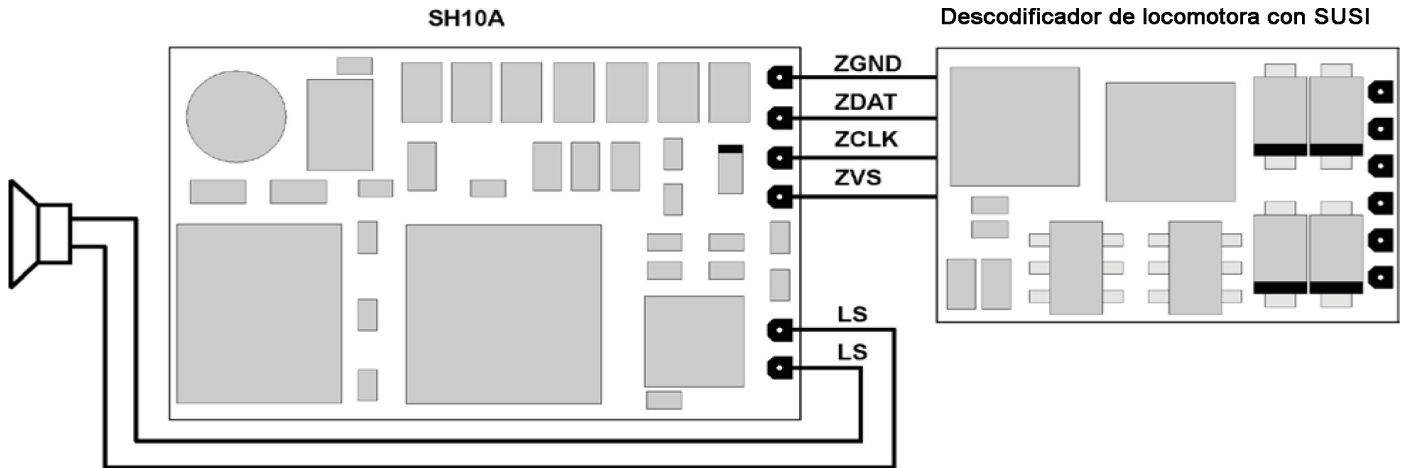 SH10A
Descodificador de locomotora con SUSI
ZGND
ZDAT
ZCLK
ZVS
LS
LS